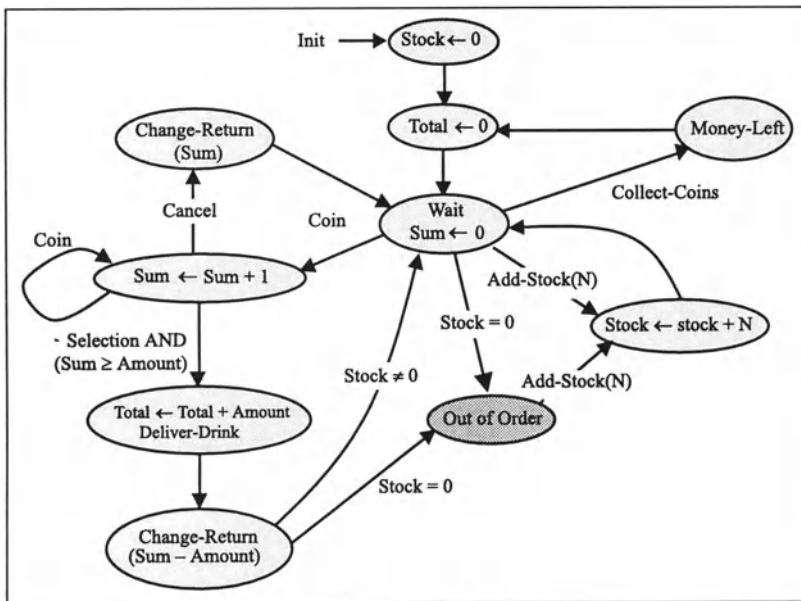 Init
Stock ← 0
Total ← 0
Money-Left
Change-Return
(Sum)
Collect-Coins
Cancel
Coin
Wait
Sum ← 0
Coin
Sum ← Sum + 1
Add-Stock(N)
Stock = 0
Stock ← stock + N
Selection AND
(Sum ≥ Amount)
Stock ≠ 0
Add-Stock(N)
Total ← Total + Amount
Deliver-Drink
Out of Order
Stock = 0
Change-Return
(Sum – Amount)